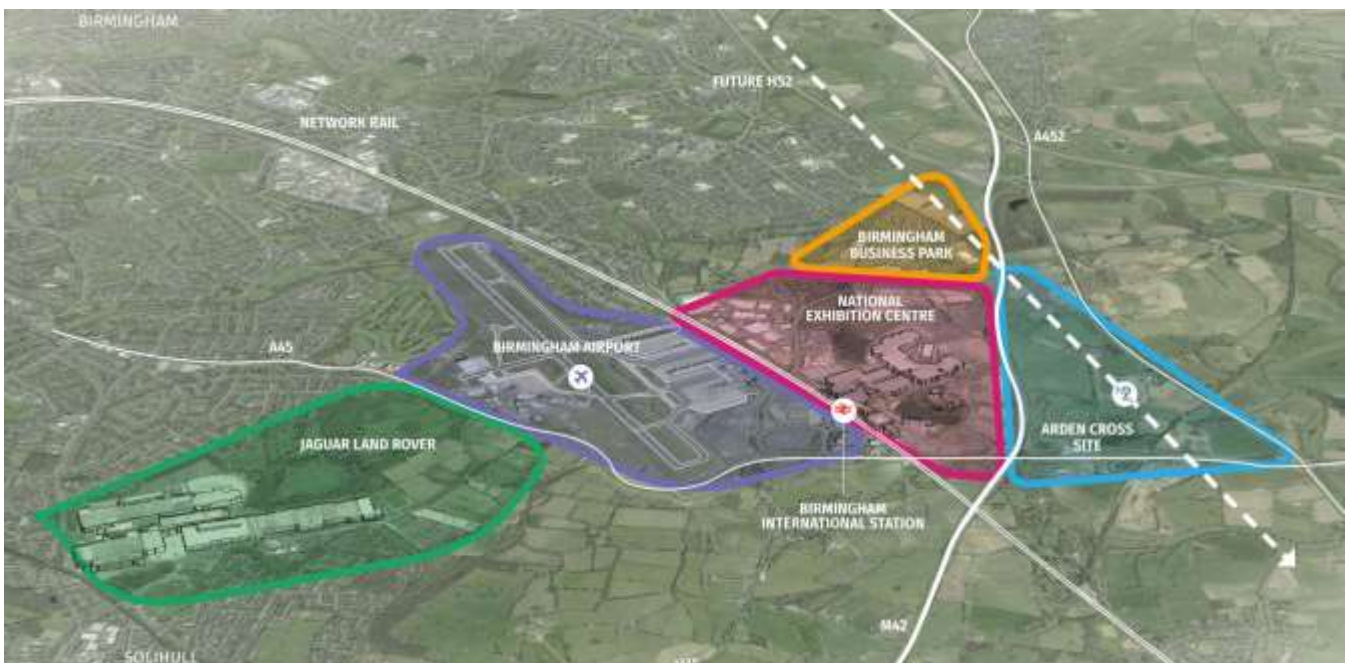 BIRMINGHAM
FUTURE HS2
NETWORK RAIL
A452
BIRMINGHAM
BUSINESS PARK
NATIONAL
EXHIBITION CENTRE
A45
BIRMINGHAM AIRPORT
JAGUAR LAND ROVER
ARDEN CROSS
SITE
BIRMINGHAM
INTERNATIONAL STATION
M42
SOLIHULL